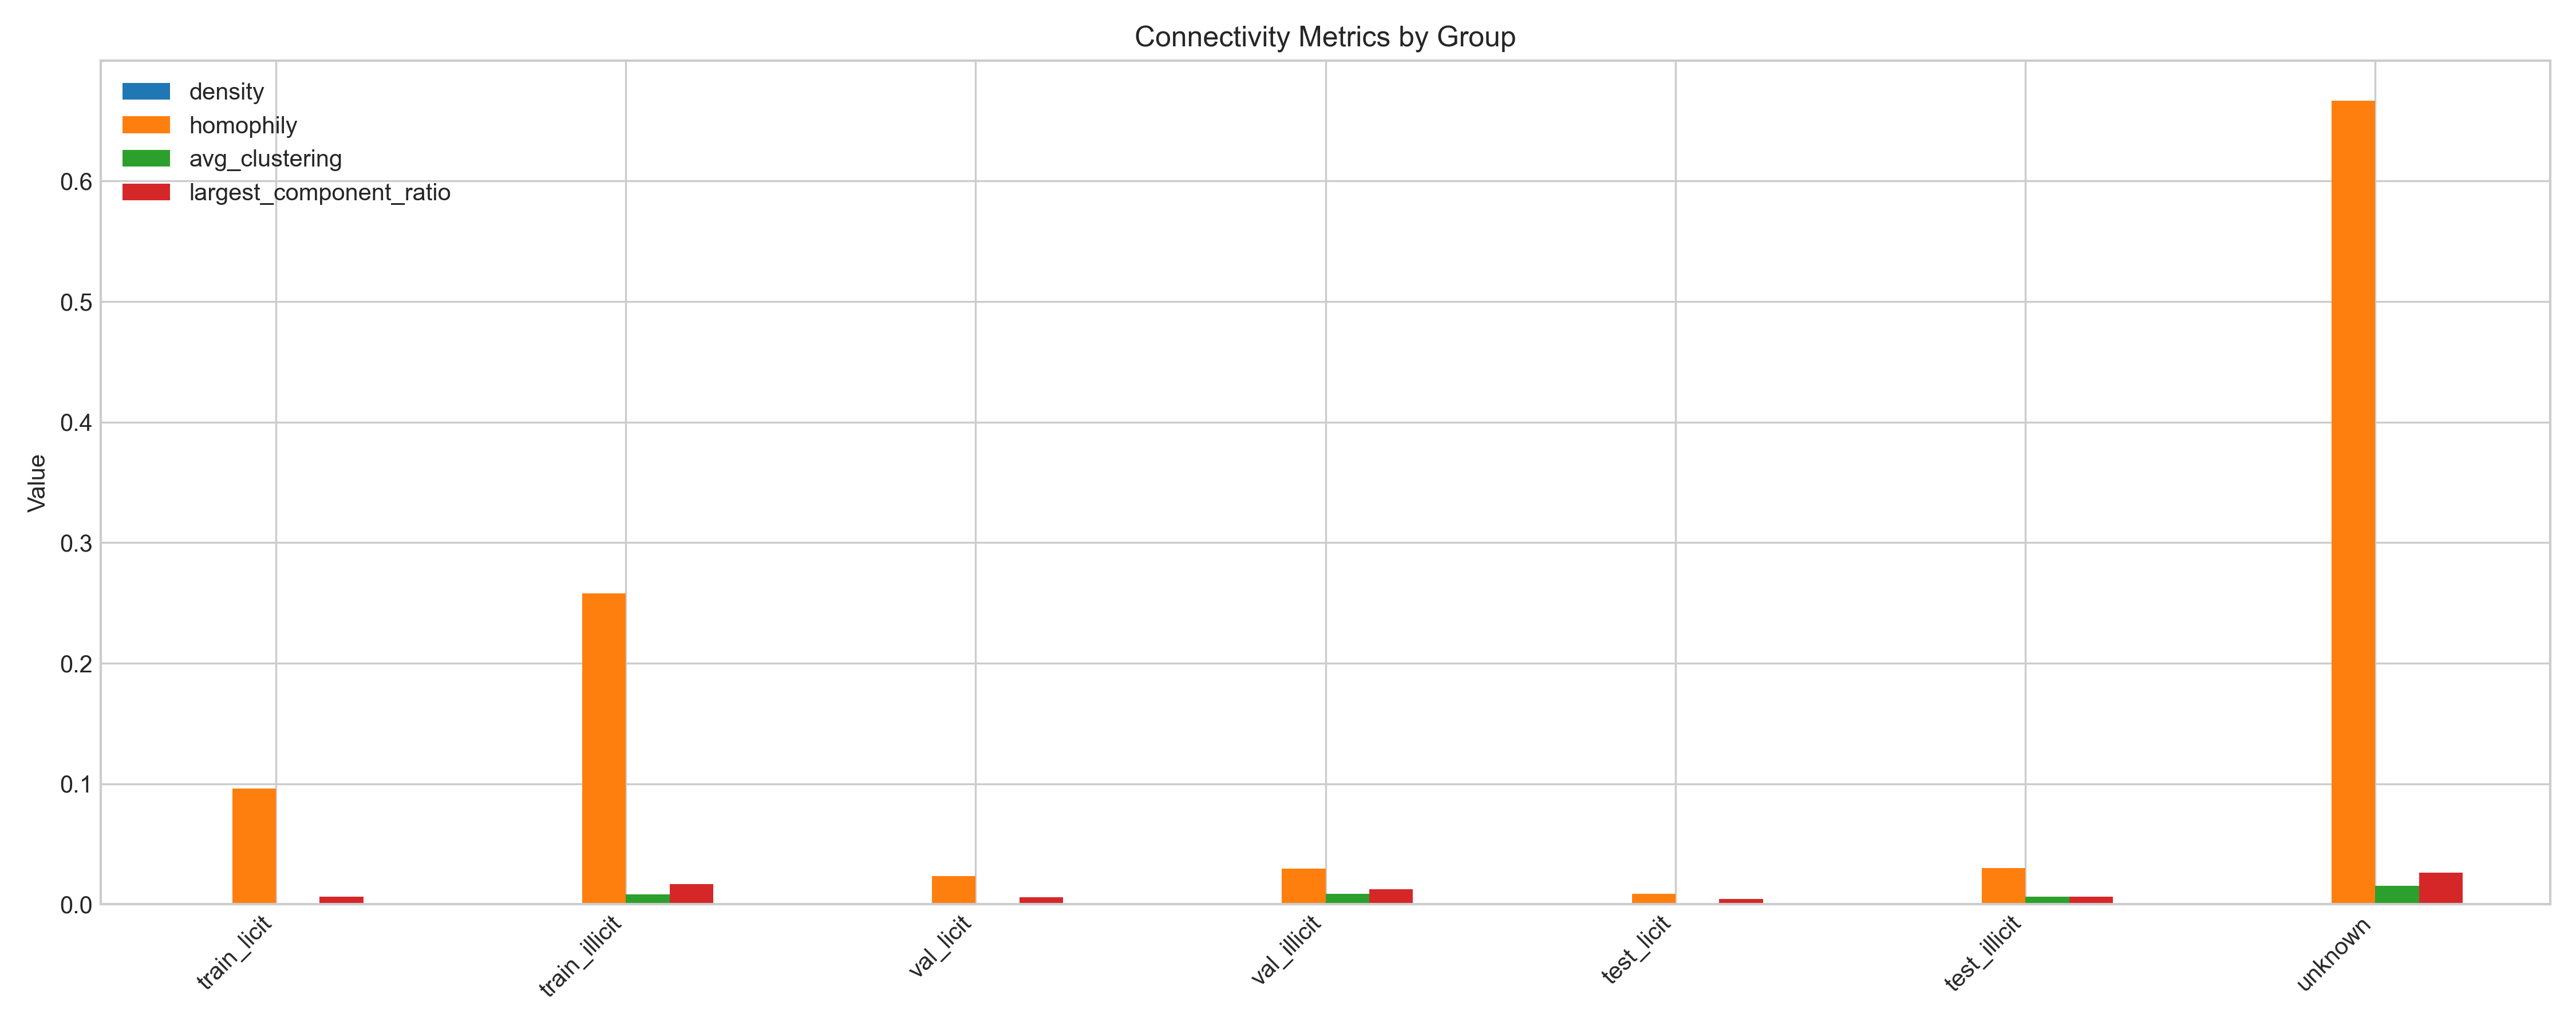 Connectivity Metrics by Group
density
homophily
avg_clustering
largest_component_ratio
Value
0.6
0.5
0.4
0.3
0.2
0.1
0.0
train_licit
train_illicit
val_licit
val_illicit
test_licit
test_illicit
unknown